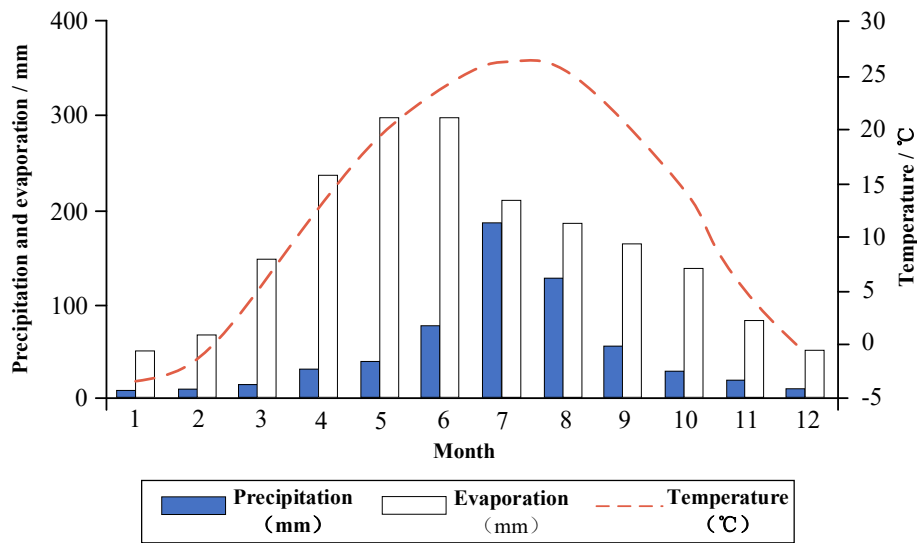 400
300
200
100
0
Precipitation and evaporation / mm
30
25
20
15
10
5
0
-5
Temperature / ℃
1 2 3 4 5 6 7 8 9 10 11 12
Month
Precipitation
（mm）
Evaporation
（mm）
Temperature
（℃）